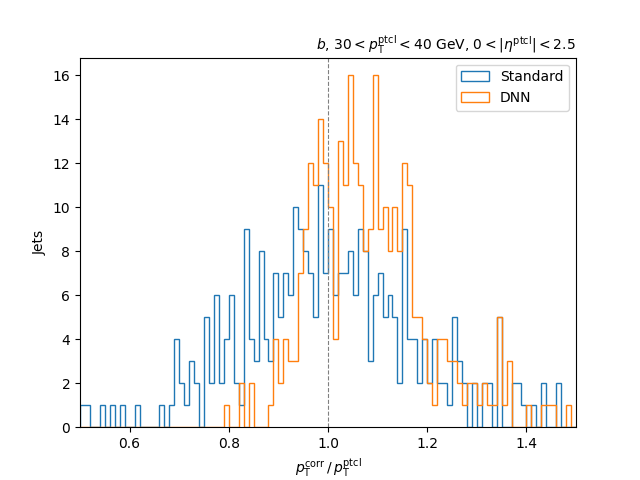 b, 30 < p_T^ptcl < 40 GeV, 0 < |η^ptcl| < 2.5
Standard
DNN
Jets
16
14
12
10
8
6
4
2
0
0.6 0.8 1.0 1.2 1.4
p_T^corr / p_T^ptcl